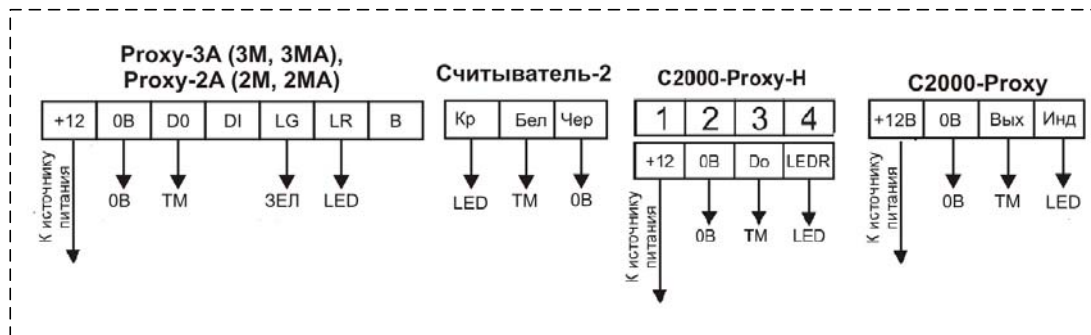 Proxy-3A (3M, 3MA),
Proxy-2A (2M, 2MA)
+12 0В D0 DI LG LR B
К источнику питания
0В ТМ ЗЕЛ LED
Считыватель-2
Кр Бел Чер
LED ТМ 0В
С2000-Proxy-Н
1 2 3 4
+12 0В Do LEDR
К источнику питания
0В ТМ LED
С2000-Proxy
+12В 0В Вых Инд
К источнику питания
0В ТМ LED